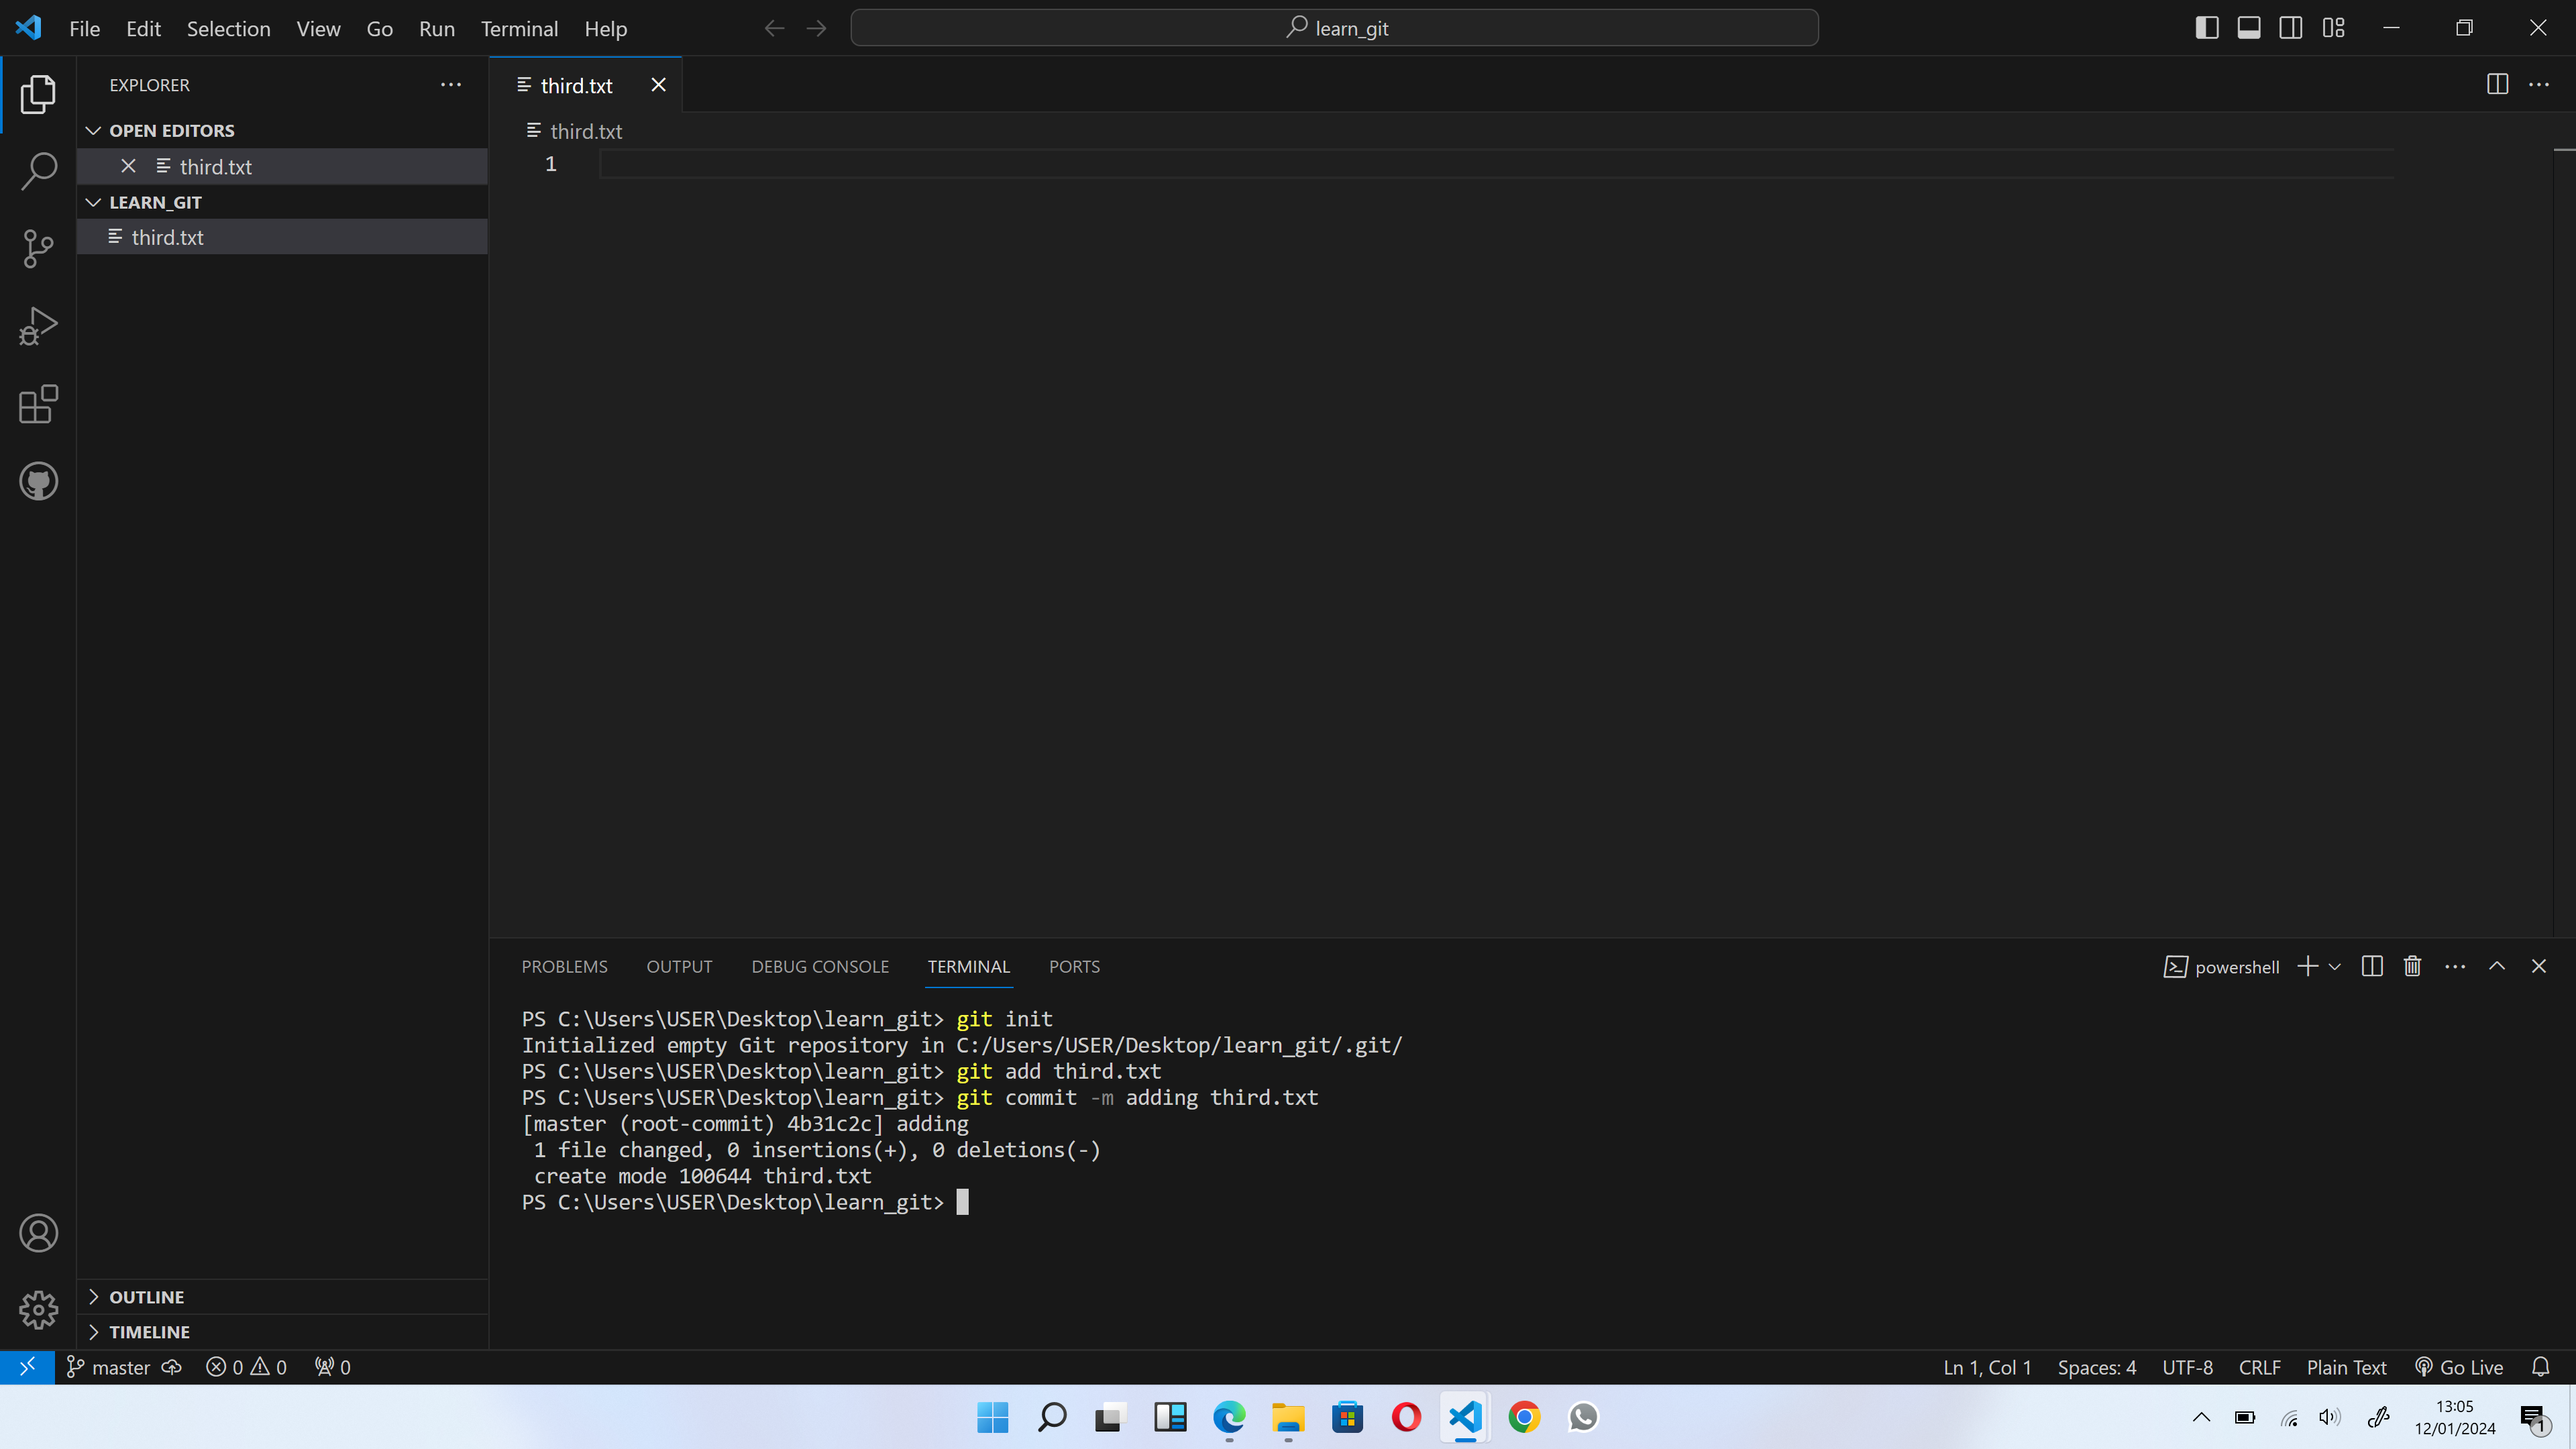 File Edit Selection View Go Run Terminal Help learn_git
EXPLORER
OPEN EDITORS
third.txt
LEARN_GIT
third.txt
OUTLINE
TIMELINE
third.txt
third.txt
1
PROBLEMS OUTPUT DEBUG CONSOLE TERMINAL PORTS powershell
PS C:\Users\USER\Desktop\learn_git> git init
Initialized empty Git repository in C:/Users/USER/Desktop/learn_git/.git/
PS C:\Users\USER\Desktop\learn_git> git add third.txt
PS C:\Users\USER\Desktop\learn_git> git commit -m adding third.txt
[master (root-commit) 4b31c2c] adding
1 file changed, 0 insertions(+), 0 deletions(-)
create mode 100644 third.txt
PS C:\Users\USER\Desktop\learn_git>
master 0 0 0 Ln 1, Col 1 Spaces: 4 UTF-8 CRLF Plain Text Go Live
13:05
12/01/2024
1